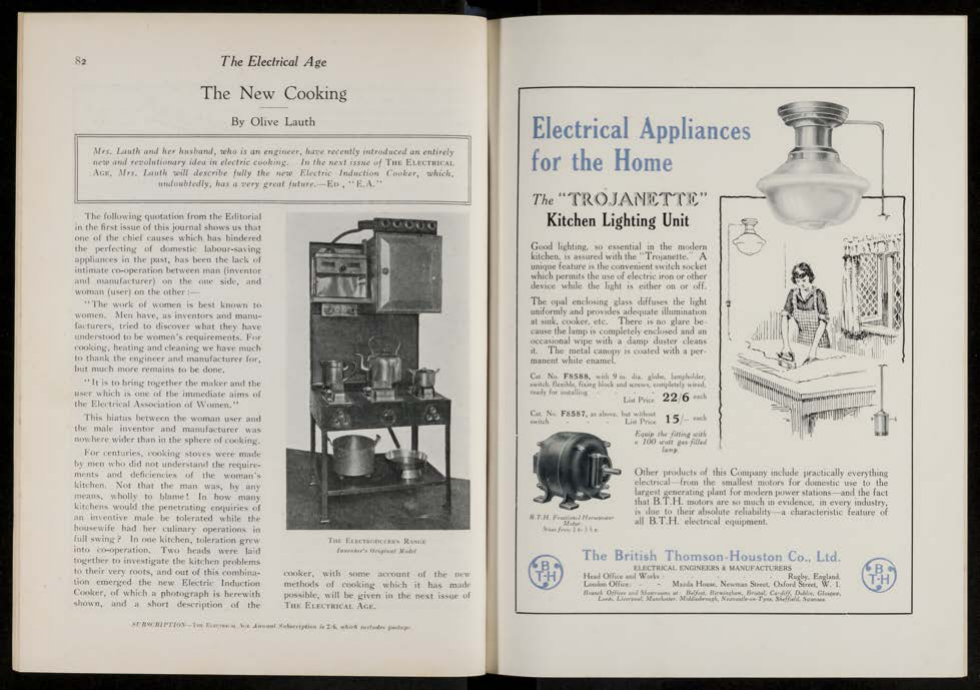 82
The Electrical Age
The New Cooking
By Olive Lauth
Mrs. Lauth and her husband, who is an engineer, have recently introduced an entirely
new and revolutionary idea in electric cooking. In the next issue of THE ELECTRICAL
AGE, Mrs. Lauth will describe fully the new Electric Induction Cooker, which,
undoubtedly, has a very great future.—ED., "E.A."
The following quotation from the Editorial
in the first issue of this journal shows us that
one of the chief causes which has hindered
the perfecting of domestic labour-saving
appliances in the past, has been the lack of
intimate co-operation between man (inventor
and manufacturer) on the one side, and
woman (user) on the other :—
"The work of women is best known to
women. Men have, as inventors and manu-
facturers, tried to discover what they have
understood to be women's requirements. For
cooking, heating and cleaning we have much
to thank the engineer and manufacturer for,
but much more remains to be done.
"It is to bring together the maker and the
user which is one of the immediate aims of
the Electrical Association of Women."
This hiatus between the woman user and
the male inventor and manufacturer was
nowhere wider than in the sphere of cooking.
For centuries, cooking stoves were made
by men who did not understand the require-
ments and deficiencies of the woman's
kitchen. Not that the man was, by any
means, wholly to blame! In how many
kitchens would the penetrating enquiries of
an inventive male be tolerated while the
housewife had her culinary operations in
full swing? In one kitchen, toleration grew
into co-operation. Two heads were laid
together to investigate the kitchen problems
to their very roots, and out of this combina-
tion emerged the new Electric Induction
Cooker, of which a photograph is herewith
shown, and a short description of the
THE RANGE
Inventor's Original Model
cooker, with some account of the new
methods of cooking which it has made
possible, will be given in the next issue of
THE ELECTRICAL AGE.
SUBSCRIPTION—THE ELECTRICAL AGE Annual Subscription is 2/6, which includes postage.
Electrical Appliances
for the Home
The "TROJANETTE"
Kitchen Lighting Unit
Good lighting, so essential in the modern
kitchen, is assured with the "Trojanette." A
unique feature is the convenient switch socket
which permits the use of electric iron or other
device while the light is either on or off.
The opal enclosing glass diffuses the light
uniformly and provides adequate illumination
at sink, cooker, etc. There is no glare be-
cause the lamp is completely enclosed and an
occasional wipe with a damp duster cleans
it. The metal canopy is coated with a per-
manent white enamel.
Cat. No. F8588, with 9 in. dia. globe, lampholder,
switch, flexible, fixing block and screws, completely wired,
ready for installing
List Price 22/6 each
Cat. No. F8587, as above, but without
switch - - - List Price 15/- each
Equip the fitting with
a 100 watt gas-filled
lamp.
B.T.H. Fractional Horsepower
Motor.
Other products of this Company include practically everything
electrical—from the smallest motors for domestic use to the
largest generating plant for modern power stations—and the fact
that B.T.H. motors are so much in evidence, in every industry,
is due to their absolute reliability—a characteristic feature of
all B.T.H. electrical equipment.
B
T·H
The British Thomson-Houston Co., Ltd.
ELECTRICAL ENGINEERS & MANUFACTURERS
Head Office and Works: - Rugby, England.
London Office: - - Mazda House, Newman Street, Oxford Street, W. 1.
Branch Offices and Showrooms at: Belfast, Birmingham, Bristol, Cardiff, Dublin, Glasgow,
Leeds, Liverpool, Manchester, Middlesbrough, Newcastle-on-Tyne, Sheffield, Swansea.
B
T·H